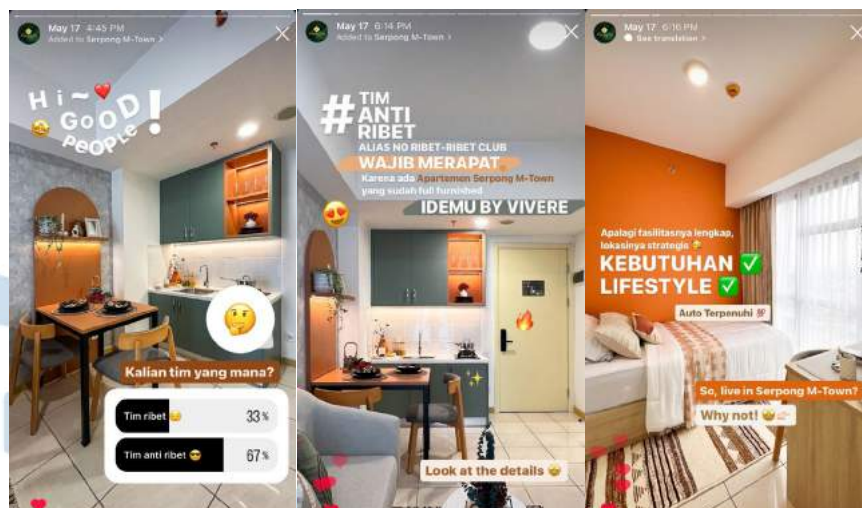 May 17 4:45 PM
Added to Serpong M-Town >
Hi~
GOOD
PEOPLE!
Kalian tim yang mana?
Tim ribet 33%
Tim anti ribet 67%
May 17 6:14 PM
Added to Serpong M-Town >
#TIM
ANTI
RIBET
ALIAS NO RIBET-RIBET CLUB
WAJIB MERAPAT,
Karena ada Apartemen Serpong M-Town
yang sudah full furnished
IDEMU BY VIVERE
Look at the details
May 17 6:16 PM
See translation >
Apalagi fasilitasnya lengkap,
lokasinya strategis
KEBUTUHAN
LIFESTYLE
Auto Terpenuhi
So, live in Serpong M-Town?
Why not!